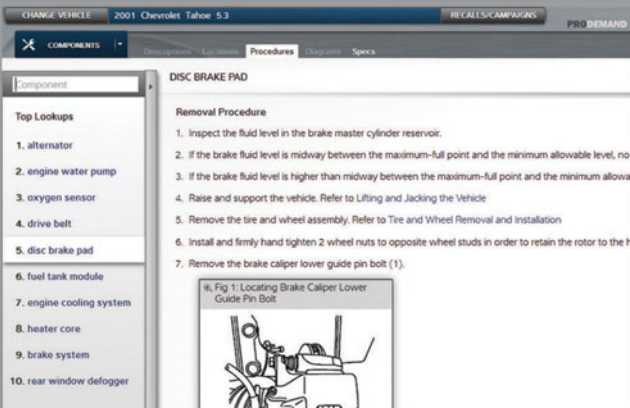 CHANGE VEHICLE 2001 Chevrolet Tahoe 5.3 RECALLS/CAMPAIGNS PRODEMAND
COMPONENTS Descriptions Locations Procedures Diagrams Specs
Component
DISC BRAKE PAD
Top Lookups
1. alternator
2. engine water pump
3. oxygen sensor
4. drive belt
5. disc brake pad
6. fuel tank module
7. engine cooling system
8. heater core
9. brake system
10. rear window defogger
Removal Procedure
1. Inspect the fluid level in the brake master cylinder reservoir.
2. If the brake fluid level is midway between the maximum-full point and the minimum allowable level, no
3. If the brake fluid level is higher than midway between the maximum-full point and the minimum allowa
4. Raise and support the vehicle. Refer to Lifting and Jacking the Vehicle
5. Remove the tire and wheel assembly. Refer to Tire and Wheel Removal and Installation
6. Install and firmly hand tighten 2 wheel nuts to opposite wheel studs in order to retain the rotor to the h
7. Remove the brake caliper lower guide pin bolt (1).
Fig 1: Locating Brake Caliper Lower
Guide Pin Bolt